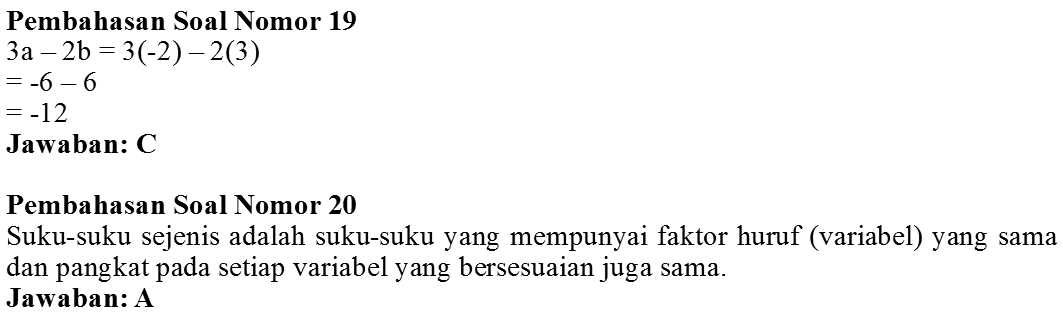 Pembahasan Soal Nomor 19
3a – 2b = 3(-2) – 2(3)
= -6 – 6
= -12
Jawaban: C
Pembahasan Soal Nomor 20
Suku-suku sejenis adalah suku-suku yang mempunyai faktor huruf (variabel) yang sama
dan pangkat pada setiap variabel yang bersesuaian juga sama.
Jawaban: A